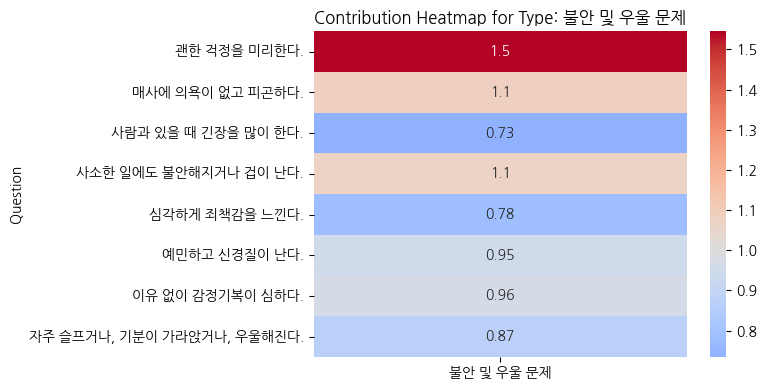 Contribution Heatmap for Type: 불안 및 우울 문제
괜한 걱정을 미리한다. 1.5
매사에 의욕이 없고 피곤하다. 1.1
사람과 있을 때 긴장을 많이 한다. 0.73
사소한 일에도 불안해지거나 겁이 난다. 1.1
심각하게 죄책감을 느낀다. 0.78
예민하고 신경질이 난다. 0.95
이유 없이 감정기복이 심하다. 0.96
자주 슬프거나, 기분이 가라앉거나, 우울해진다. 0.87
Question
불안 및 우울 문제
1.5
1.4
1.3
1.2
1.1
1.0
0.9
0.8